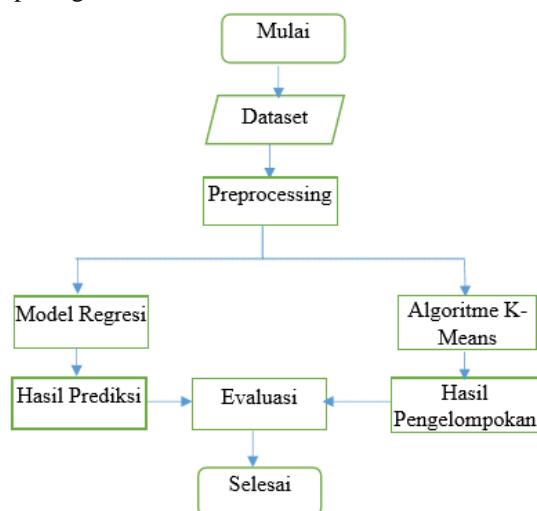 Mulai
Dataset
Preprocessing
Model Regresi
Algoritme K-
Means
Hasil Prediksi
Evaluasi
Hasil
Pengelompokan
Selesai